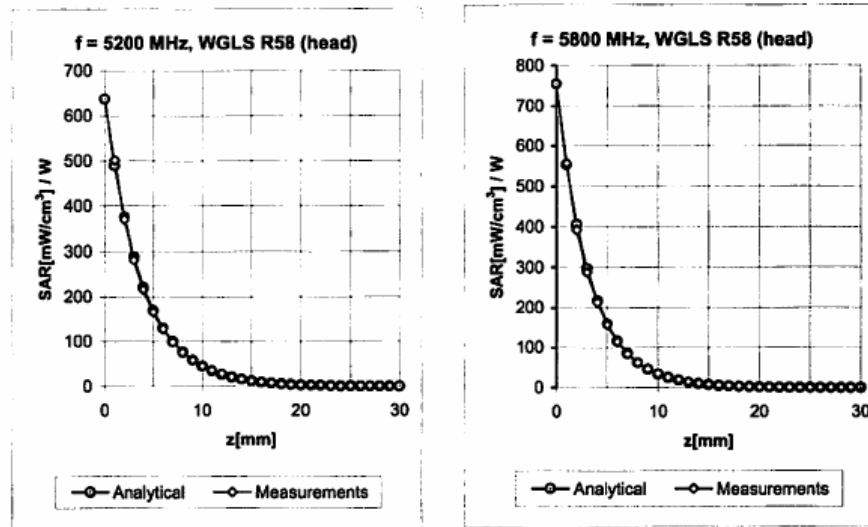 f = 5200 MHz, WGLS R58 (head)
700
600
500
400
300
200
100
0
SAR[mW/cm³] / W
0 10 20 30
z[mm]
Analytical Measurements
f = 5800 MHz, WGLS R58 (head)
800
700
600
500
400
300
200
100
0
SAR[mW/cm³] / W
0 10 20 30
z[mm]
Analytical Measurements